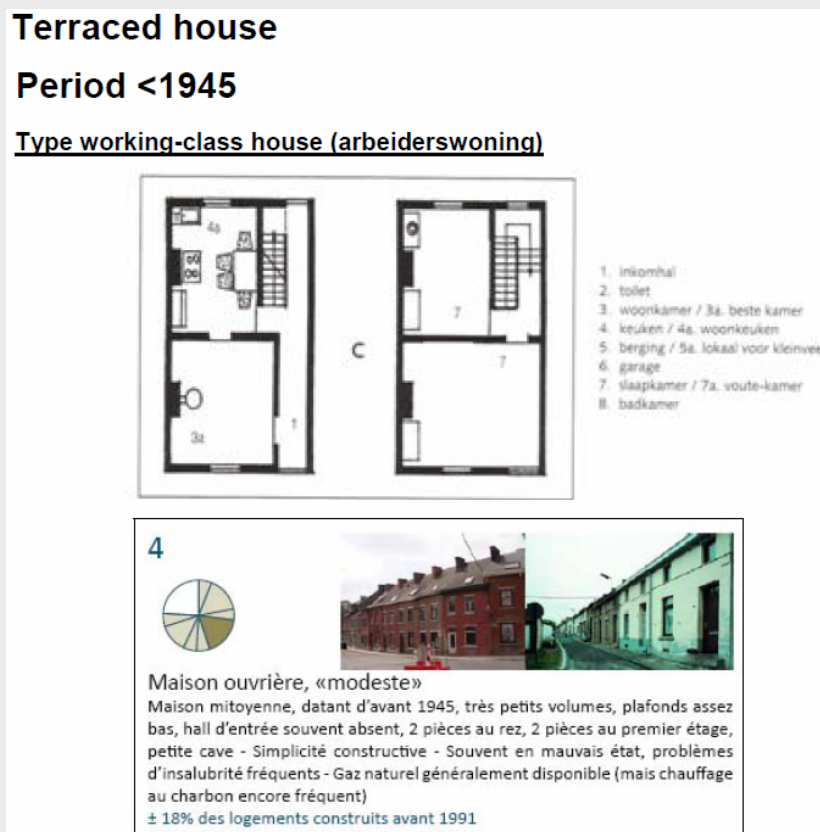 Terraced house
Period <1945
Type working-class house (arbeiderswoning)
4a
7
C
7
3a
1
1. inkomhal
2. toilet
3. woonkamer / 3a. beste kamer
4. keuken / 4a. woonkeuken
5. berging / 5a. lokaal voor kleinvee
6. garage
7. slaapkamer / 7a. voute-kamer
8. badkamer
4
Maison ouvrière, «modeste»
Maison mitoyenne, datant d’avant 1945, très petits volumes, plafonds assez
bas, hall d’entrée souvent absent, 2 pièces au rez, 2 pièces au premier étage,
petite cave - Simplicité constructive - Souvent en mauvais état, problèmes
d’insalubrité fréquents - Gaz naturel généralement disponible (mais chauffage
au charbon encore fréquent)
± 18% des logements construits avant 1991